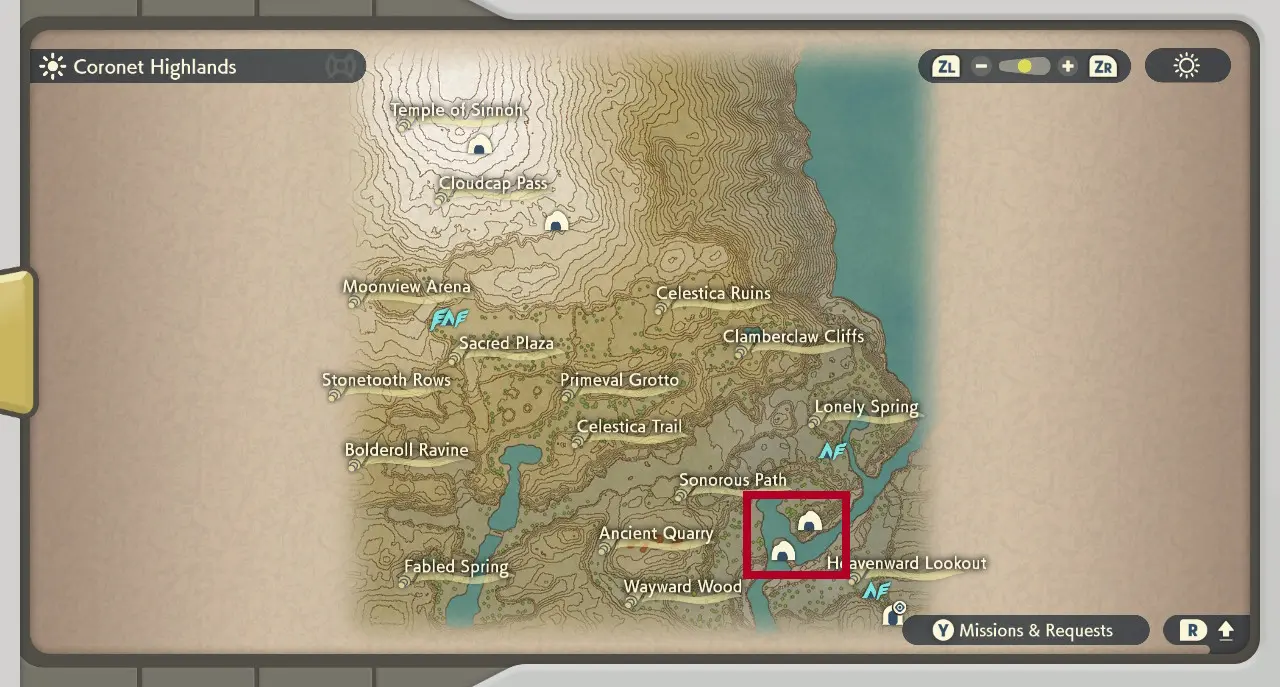 Coronet Highlands
ZL
ZR
Temple of Sinnoh
Cloudcap Pass
Moonview Arena
Celestica Ruins
Clamberclaw Cliffs
Sacred Plaza
Stonetooth Rows
Primeval Grotto
Lonely Spring
Celestica Trail
Bolderoll Ravine
Sonorous Path
Ancient Quarry
Heavenward Lookout
Fabled Spring
Wayward Wood
Y Missions & Requests
R